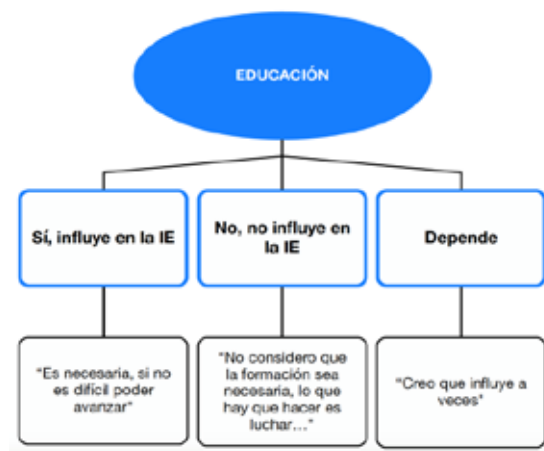 EDUCACIÓN
Sí, influye en la IE
No, no influye en
la IE
Depende
"Es necesaria, si no
es difícil poder
avanzar"
"No considero que
la formación sea
necesaria, lo que
hay que hacer es
luchar..."
"Creo que influye a
veces"